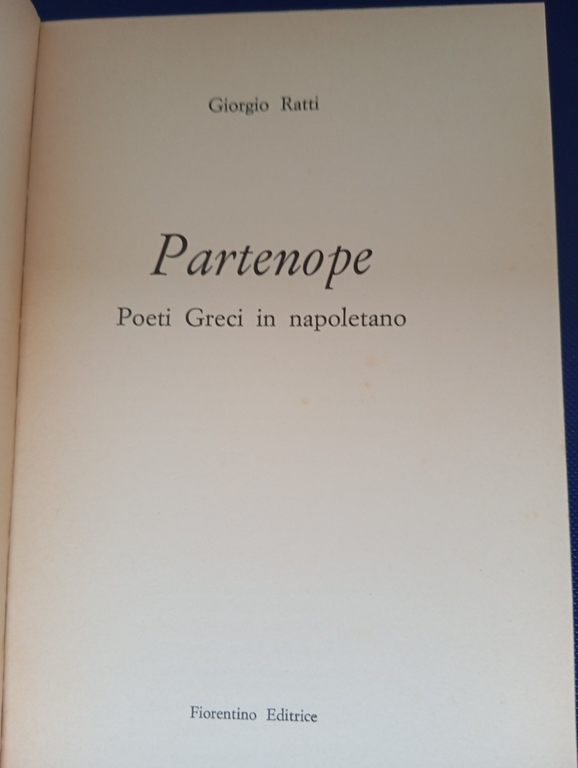 Giorgio Ratti
Partenope
Poeti Greci in napoletano
Fiorentino Editrice